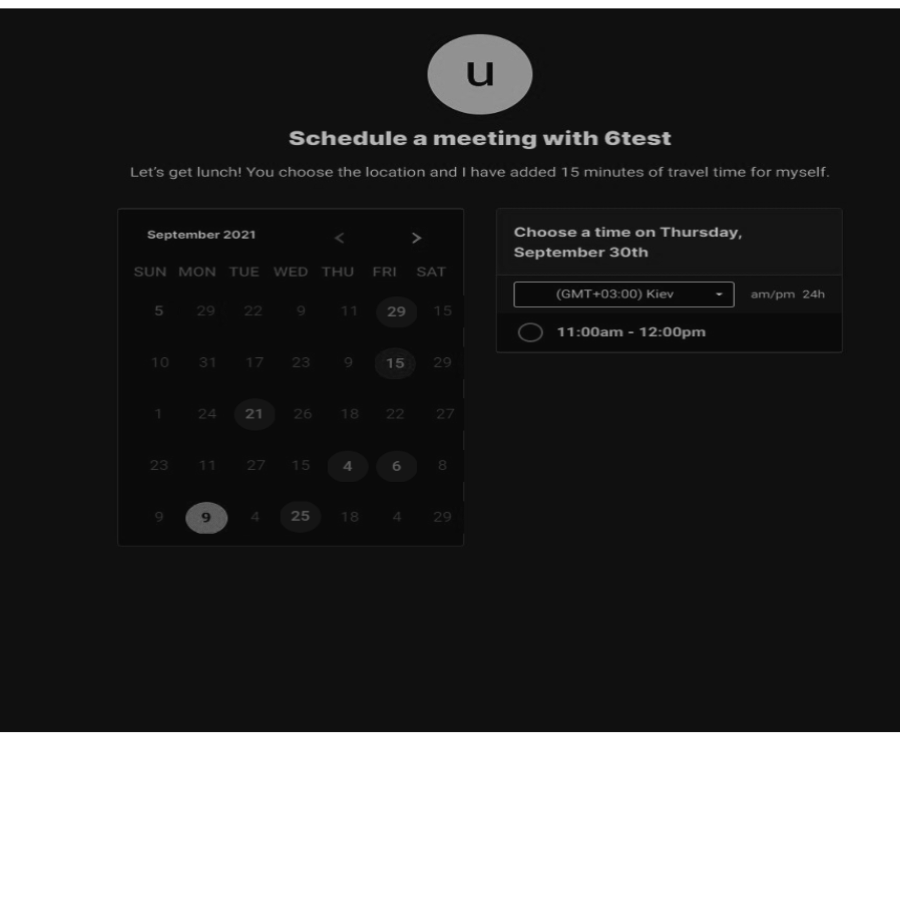 u
Schedule a meeting with 6test
Let's get lunch! You choose the location and I have added 15 minutes of travel time for myself.
September 2021 < >
SUN MON TUE WED THU FRI SAT
5 29 22 9 11 29 15
10 31 17 23 9 15 29
1 24 21 26 18 22 27
23 11 27 15 4 6 8
9 9 4 25 18 4 29
Choose a time on Thursday,
September 30th
(GMT+03:00) Kiev am/pm 24h
11:00am - 12:00pm